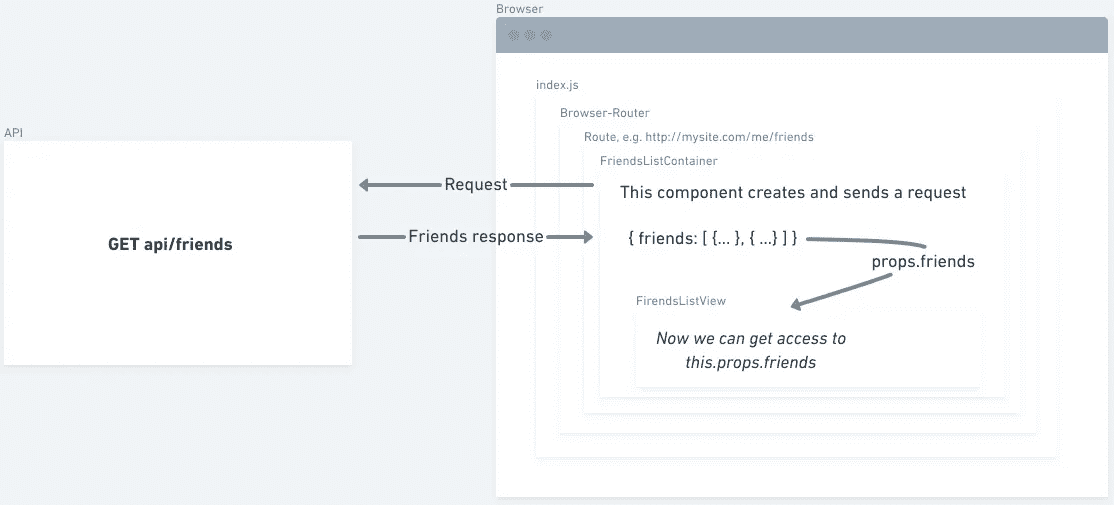 Browser
index.js
Browser-Router
API
Route, e.g. http://mysite.com/me/friends
FriendsListContainer
Request
This component creates and sends a request
GET api/friends
Friends response
{ friends: [ {... }, { ...} ] }
props.friends
FirendsListView
Now we can get access to
this.props.friends